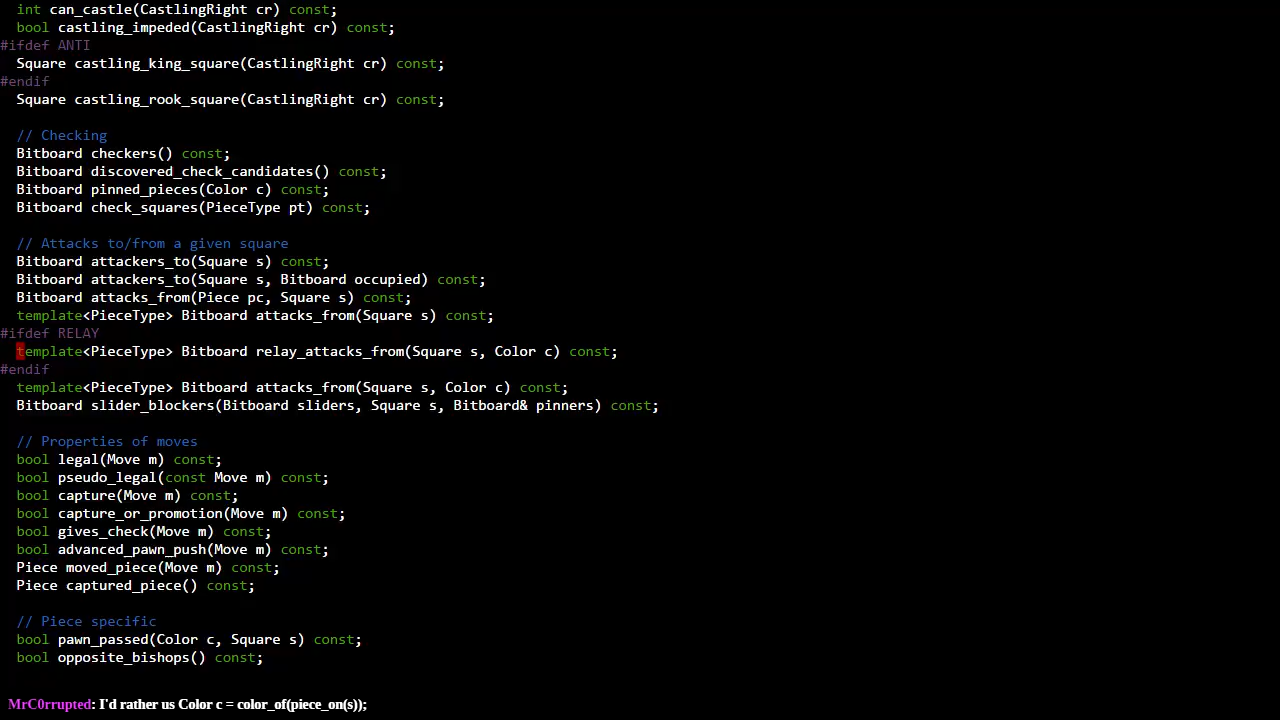 int can_castle(CastlingRight cr) const;
bool castling_impeded(CastlingRight cr) const;
#ifdef ANTI
Square castling_king_square(CastlingRight cr) const;
#endif
Square castling_rook_square(CastlingRight cr) const;
// Checking
Bitboard checkers() const;
Bitboard discovered_check_candidates() const;
Bitboard pinned_pieces(Color c) const;
Bitboard check_squares(PieceType pt) const;
// Attacks to/from a given square
Bitboard attackers_to(Square s) const;
Bitboard attackers_to(Square s, Bitboard occupied) const;
Bitboard attacks_from(Piece pc, Square s) const;
template<PieceType> Bitboard attacks_from(Square s) const;
#ifdef RELAY
template<PieceType> Bitboard relay_attacks_from(Square s, Color c) const;
#endif
template<PieceType> Bitboard attacks_from(Square s, Color c) const;
Bitboard slider_blockers(Bitboard sliders, Square s, Bitboard& pinners) const;
// Properties of moves
bool legal(Move m) const;
bool pseudo_legal(const Move m) const;
bool capture(Move m) const;
bool capture_or_promotion(Move m) const;
bool gives_check(Move m) const;
bool advanced_pawn_push(Move m) const;
Piece moved_piece(Move m) const;
Piece captured_piece() const;
// Piece specific
bool pawn_passed(Color c, Square s) const;
bool opposite_bishops() const;
MrC0rrupted: I'd rather us Color c = color_of(piece_on(s));